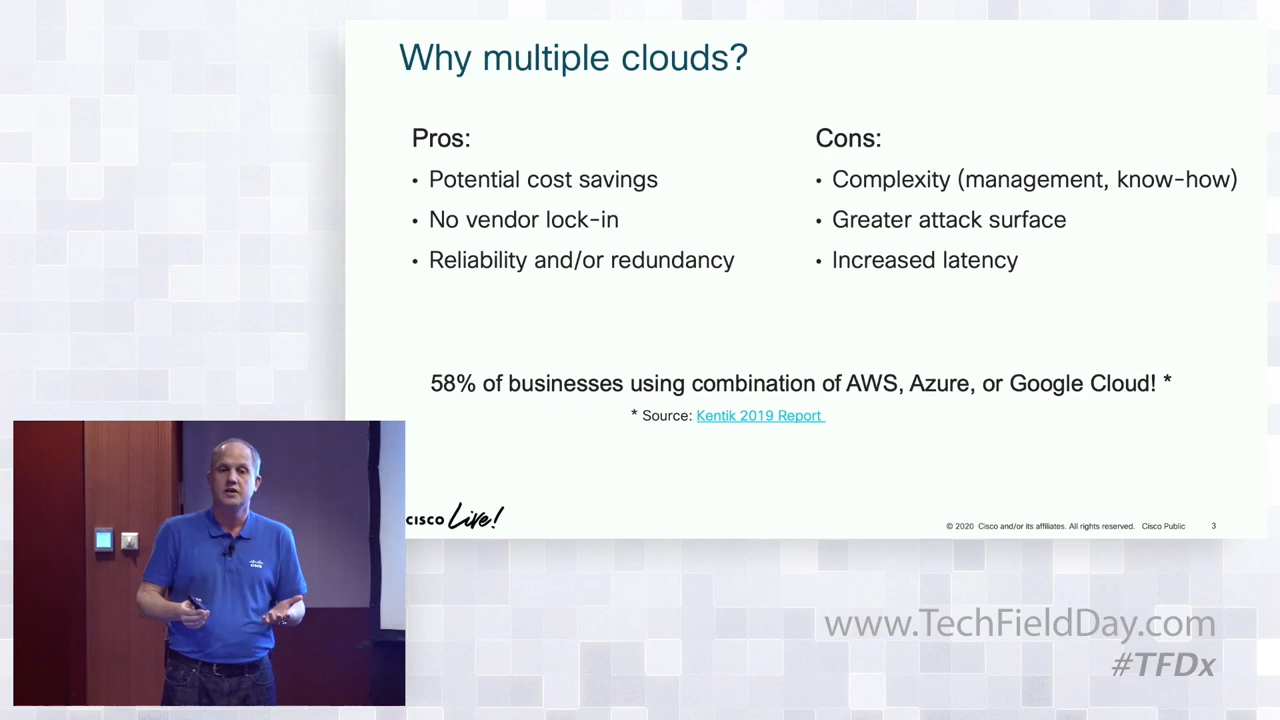 Why multiple clouds?
Pros:
• Potential cost savings
• No vendor lock-in
• Reliability and/or redundancy
Cons:
• Complexity (management, know-how)
• Greater attack surface
• Increased latency
58% of businesses using combination of AWS, Azure, or Google Cloud! *
* Source: Kentik 2019 Report
CISCO Live!
© 2020 Cisco and/or its affiliates. All rights reserved. Cisco Public 3
CISCO
www.TechFieldDay.com
#TFDx